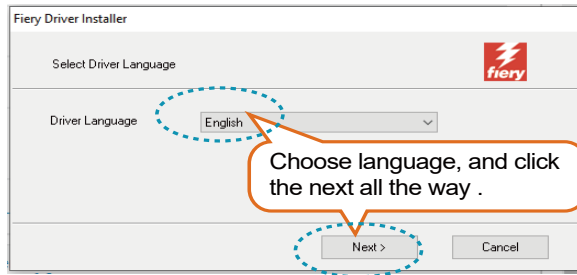 Fiery Driver Installer
Select Driver Language
fiery
Driver Language
English
Choose language, and click
the next all the way .
Next >
Cancel